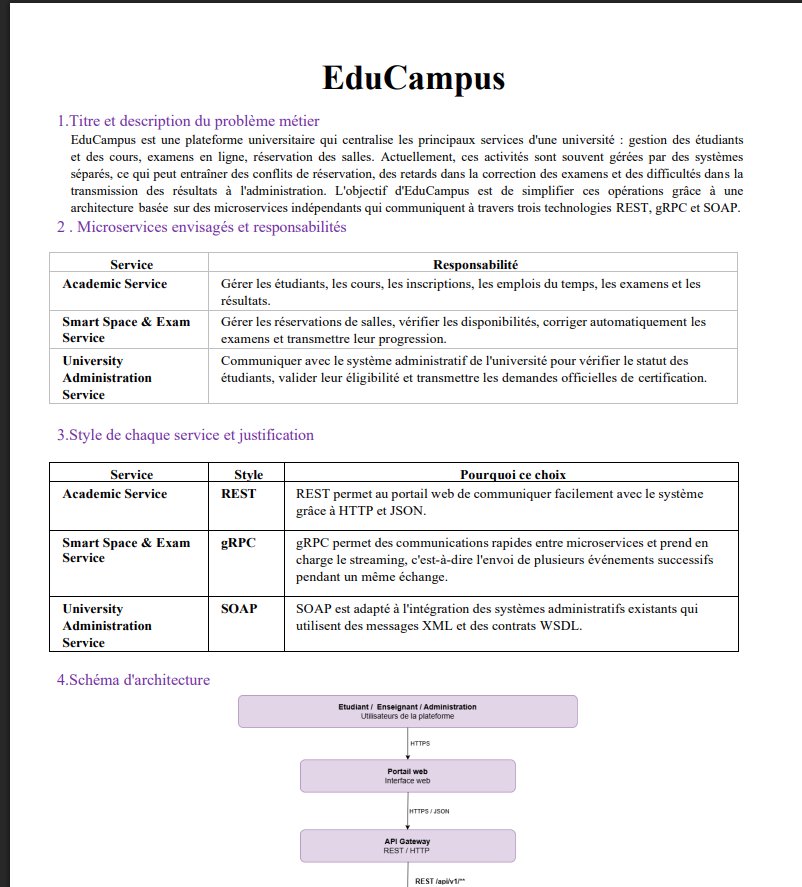 EduCampus
1.Titre et description du problème métier
EduCampus est une plateforme universitaire qui centralise les principaux services d'une université : gestion des étudiants
et des cours, examens en ligne, réservation des salles. Actuellement, ces activités sont souvent gérées par des systèmes
séparés, ce qui peut entraîner des conflits de réservation, des retards dans la correction des examens et des difficultés dans la
transmission des résultats à l'administration. L'objectif d'EduCampus est de simplifier ces opérations grâce à une
architecture basée sur des microservices indépendants qui communiquent à travers trois technologies REST, gRPC et SOAP.
2 . Microservices envisagés et responsabilités
Service Responsabilité
Academic Service Gérer les étudiants, les cours, les inscriptions, les emplois du temps, les examens et les
résultats.
Smart Space & Exam Gérer les réservations de salles, vérifier les disponibilités, corriger automatiquement les
Service examens et transmettre leur progression.
University Communiquer avec le système administratif de l'université pour vérifier le statut des
Administration étudiants, valider leur éligibilité et transmettre les demandes officielles de certification.
Service
3.Style de chaque service et justification
Service Style Pourquoi ce choix
Academic Service REST REST permet au portail web de communiquer facilement avec le système
grâce à HTTP et JSON.
Smart Space & Exam gRPC gRPC permet des communications rapides entre microservices et prend en
Service charge le streaming, c'est-à-dire l'envoi de plusieurs événements successifs
pendant un même échange.
University SOAP SOAP est adapté à l'intégration des systèmes administratifs existants qui
Administration utilisent des messages XML et des contrats WSDL.
Service
4.Schéma d'architecture
Etudiant / Enseignant / Administration
Utilisateurs de la plateforme
HTTPS
Portail web
Interface web
HTTPS / JSON
API Gateway
REST / HTTP
REST /api/v1/**